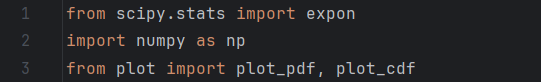 1 from scipy.stats import expon
2 import numpy as np
3 from plot import plot_pdf, plot_cdf